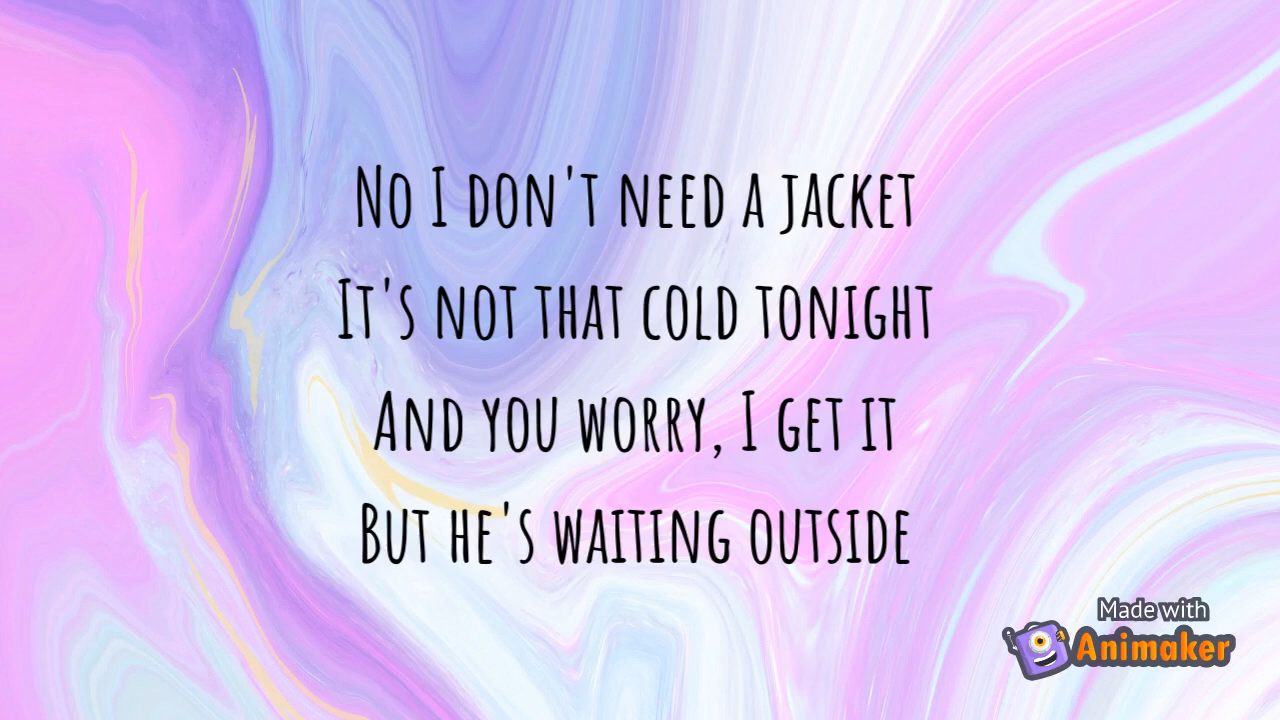 No I don't need a jacket
It's not that cold tonight
And you worry, I get it
But he's waiting outside
Made with
Animaker